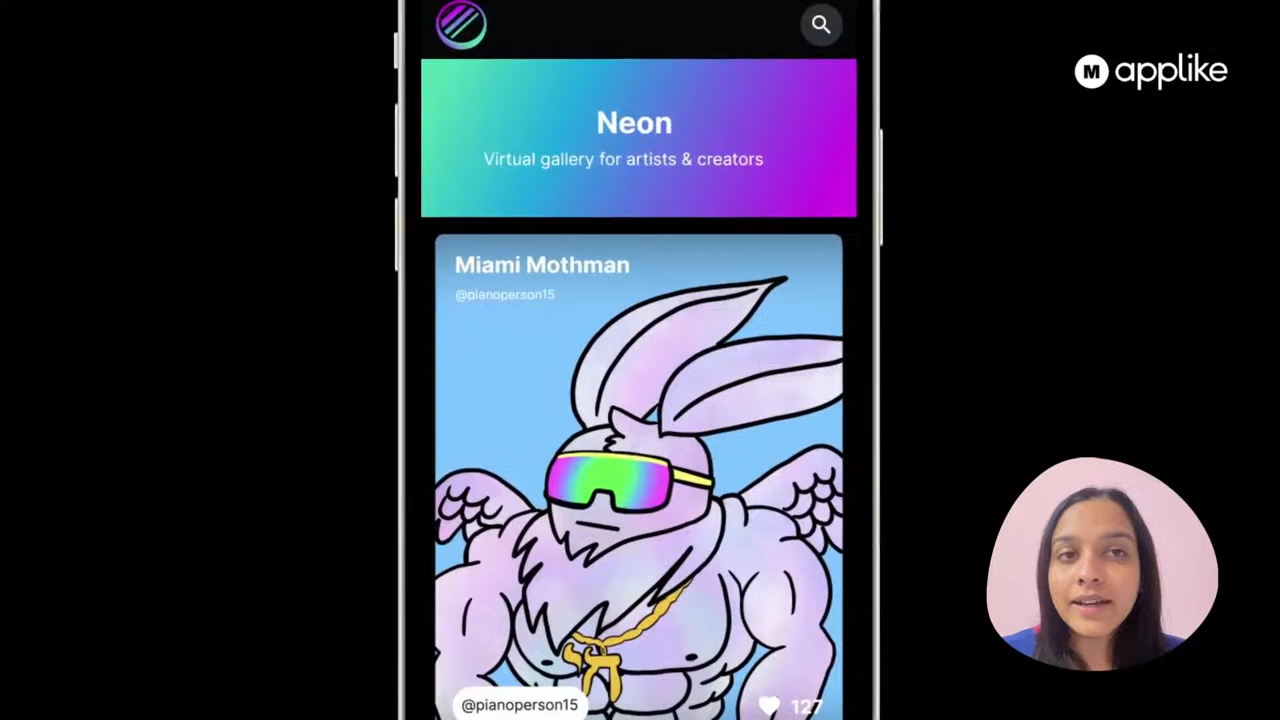 M applike
Neon
Virtual gallery for artists & creators
Miami Mothman
@pianoperson15
@pianoperson15
127